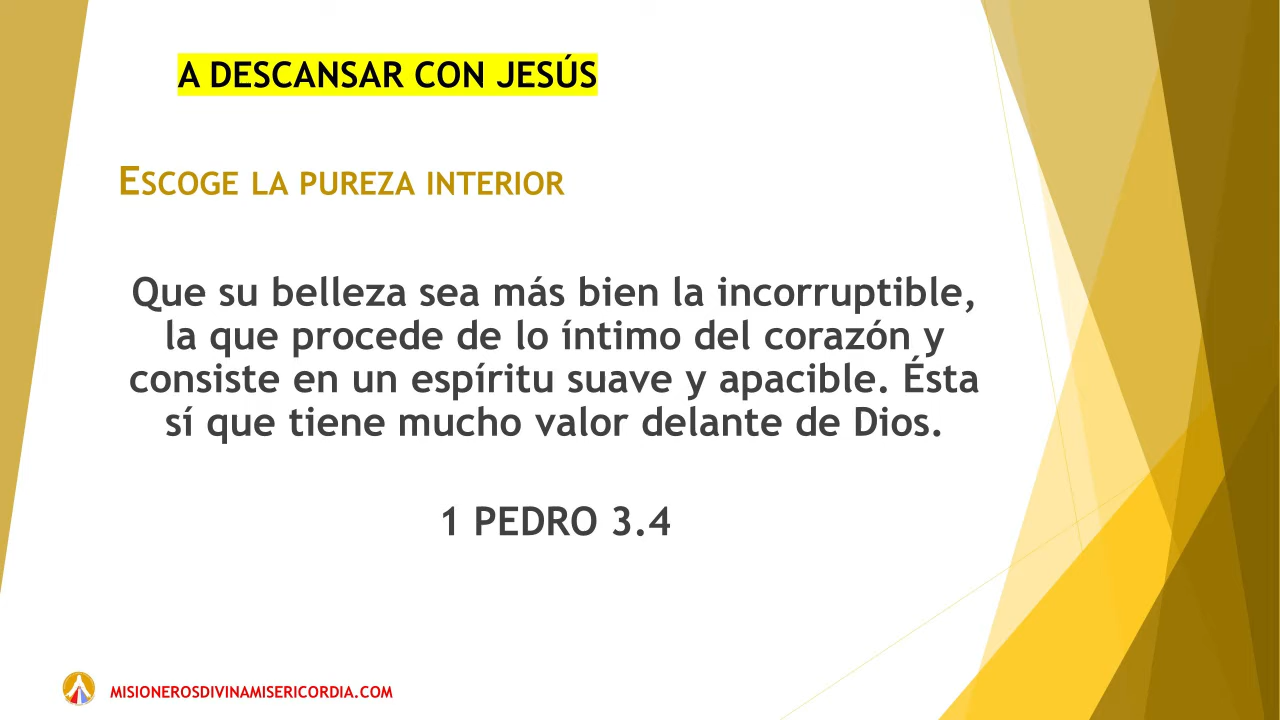 A DESCANSAR CON JESÚS
ESCOGE LA PUREZA INTERIOR
Que su belleza sea más bien la incorruptible,
la que procede de lo íntimo del corazón y
consiste en un espíritu suave y apacible. Ésta
sí que tiene mucho valor delante de Dios.
1 PEDRO 3.4
MISIONEROSDIVINAMISERICORDIA.COM